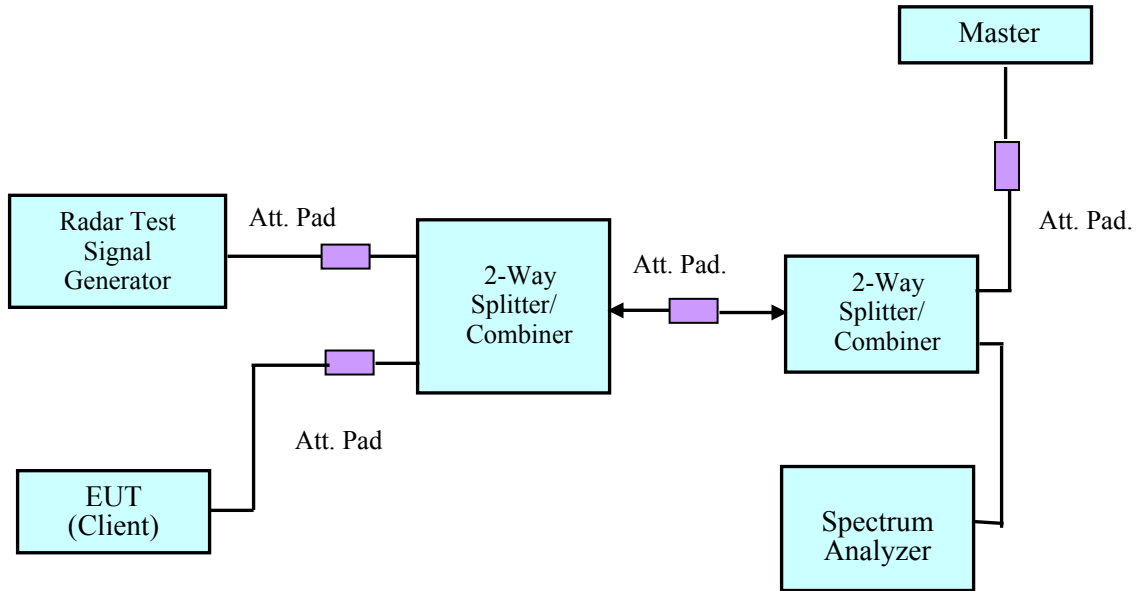 Master
Att. Pad.
Radar Test
Signal
Generator
Att. Pad
2-Way
Splitter/
Combiner
Att. Pad.
2-Way
Splitter/
Combiner
Att. Pad
EUT
(Client)
Spectrum
Analyzer